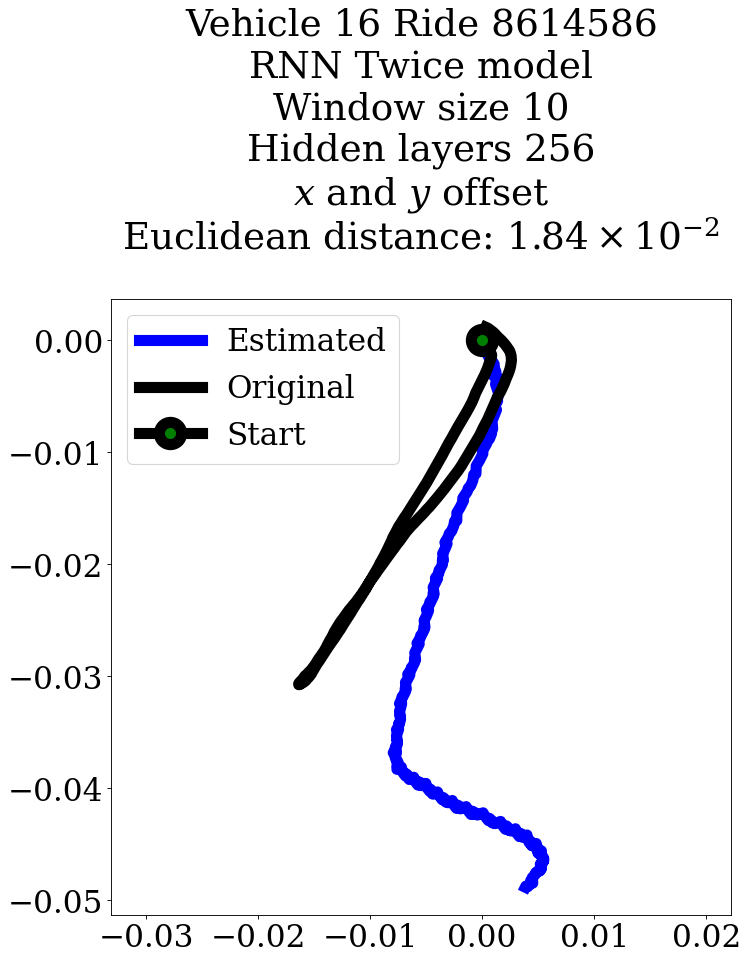 Vehicle 16 Ride 8614586
RNN Twice model
Window size 10
Hidden layers 256
x and y offset
Euclidean distance: 1.84 × 10⁻²
Estimated
Original
Start
0.00
−0.01
−0.02
−0.03
−0.04
−0.05
−0.03 −0.02 −0.01 0.00 0.01 0.02